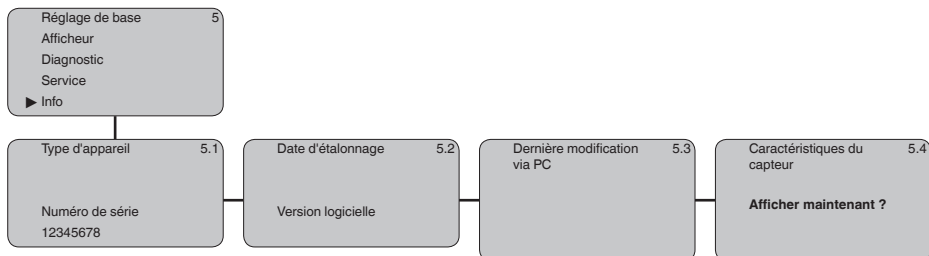 Réglage de base 5
Afficheur
Diagnostic
Service
▶ Info
Type d'appareil 5.1
Numéro de série
12345678
Date d'étalonnage 5.2
Version logicielle
Dernière modification 5.3
via PC
Caractéristiques du 5.4
capteur
Afficher maintenant ?